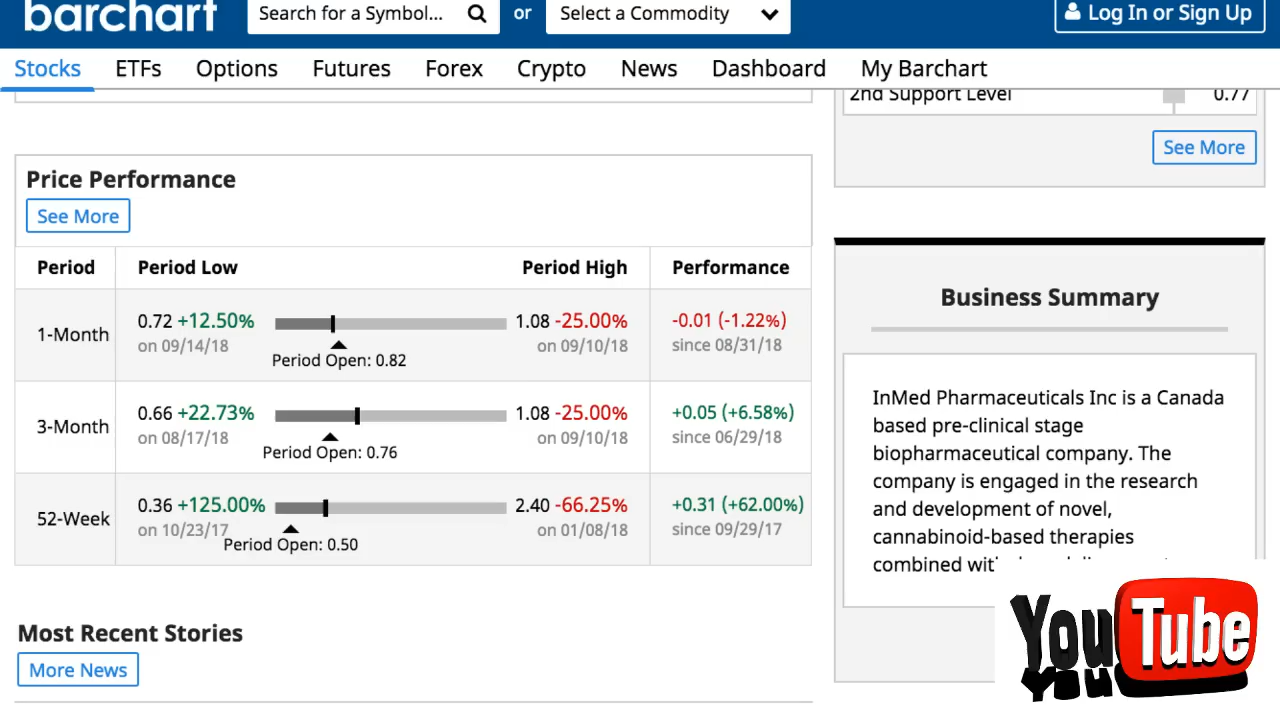 barchart
Search for a Symbol...
or
Select a Commodity
Log In or Sign Up
Stocks ETFs Options Futures Forex Crypto News Dashboard My Barchart
2nd Support Level 0.77
See More
Price Performance
See More
Period Period Low Period High Performance
1-Month
0.72 +12.50% 1.08 -25.00% -0.01 (-1.22%)
on 09/14/18 on 09/10/18 since 08/31/18
Period Open: 0.82
3-Month
0.66 +22.73% 1.08 -25.00% +0.05 (+6.58%)
on 08/17/18 on 09/10/18 since 06/29/18
Period Open: 0.76
52-Week
0.36 +125.00% 2.40 -66.25% +0.31 (+62.00%)
on 10/23/17 on 01/08/18 since 09/29/17
Period Open: 0.50
Most Recent Stories
More News
Business Summary
InMed Pharmaceuticals Inc is a Canada
based pre-clinical stage
biopharmaceutical company. The
company is engaged in the research
and development of novel,
cannabinoid-based therapies
combined with
YouTube